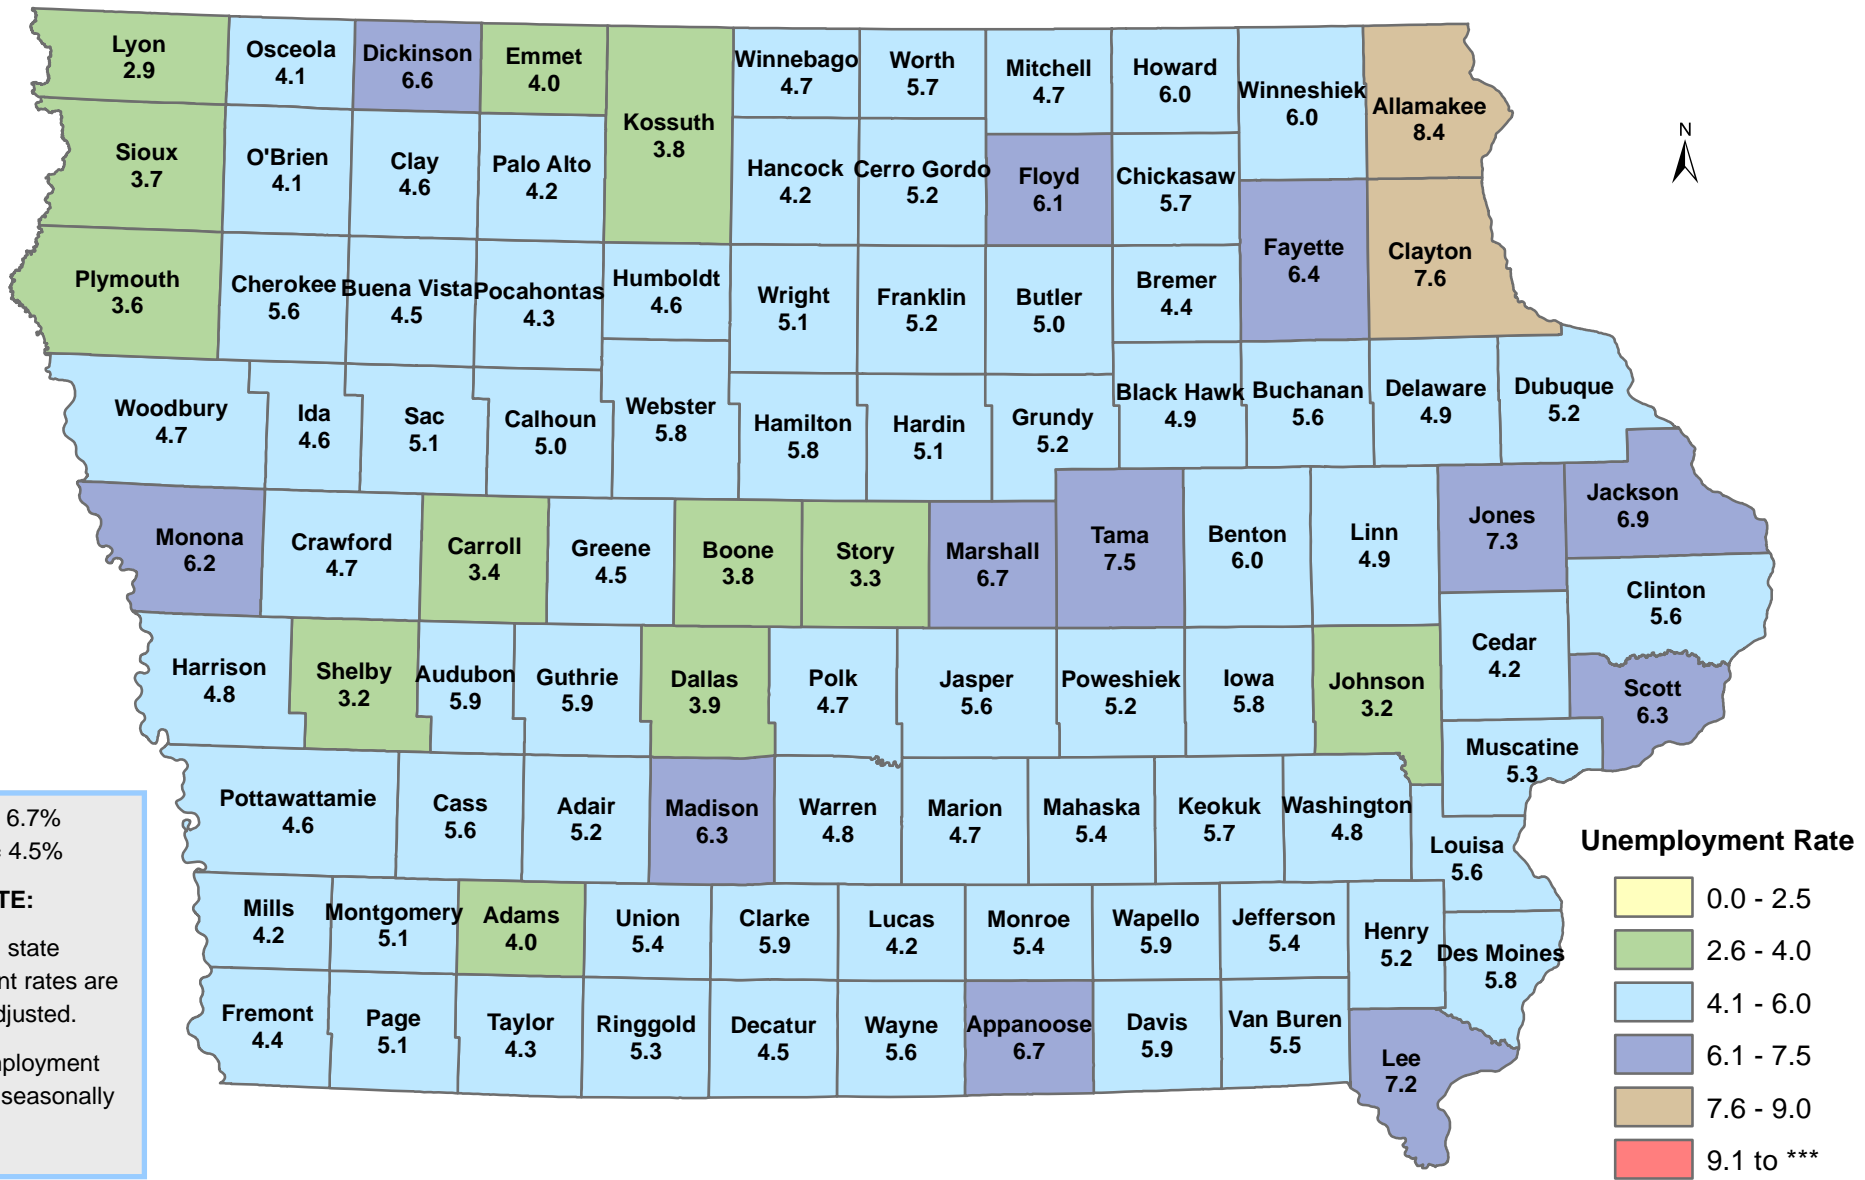 Lyon
2.9
Osceola
4.1
Dickinson
6.6
Emmet
4.0
Kossuth
3.8
Winnebago
4.7
Worth
5.7
Mitchell
4.7
Howard
6.0
Winneshiek
6.0
Allamakee
8.4
N
Sioux
3.7
O'Brien
4.1
Clay
4.6
Palo Alto
4.2
Hancock
4.2
Cerro Gordo
5.2
Floyd
6.1
Chickasaw
5.7
Fayette
6.4
Clayton
7.6
Plymouth
3.6
Cherokee
5.6
Buena Vista
4.5
Pocahontas
4.3
Humboldt
4.6
Wright
5.1
Franklin
5.2
Butler
5.0
Bremer
4.4
Woodbury
4.7
Ida
4.6
Sac
5.1
Calhoun
5.0
Webster
5.8
Hamilton
5.8
Hardin
5.1
Grundy
5.2
Black Hawk
4.9
Buchanan
5.6
Delaware
4.9
Dubuque
5.2
Monona
6.2
Crawford
4.7
Carroll
3.4
Greene
4.5
Boone
3.8
Story
3.3
Marshall
6.7
Tama
7.5
Benton
6.0
Linn
4.9
Jones
7.3
Jackson
6.9
Clinton
5.6
Harrison
4.8
Shelby
3.2
Audubon
5.9
Guthrie
5.9
Dallas
3.9
Polk
4.7
Jasper
5.6
Poweshiek
5.2
Iowa
5.8
Johnson
3.2
Cedar
4.2
Scott
6.3
Muscatine
5.3
Pottawattamie
4.6
Cass
5.6
Adair
5.2
Madison
6.3
Warren
4.8
Marion
4.7
Mahaska
5.4
Keokuk
5.7
Washington
4.8
Louisa
5.6
Mills
4.2
Montgomery
5.1
Adams
4.0
Union
5.4
Clarke
5.9
Lucas
4.2
Monroe
5.4
Wapello
5.9
Jefferson
5.4
Henry
5.2
Des Moines
5.8
Fremont
4.4
Page
5.1
Taylor
4.3
Ringgold
5.3
Decatur
4.5
Wayne
5.6
Appanoose
6.7
Davis
5.9
Van Buren
5.5
Lee
7.2
6.7%
4.5%
TE:
state
nt rates are
djusted.
nployment
seasonally
Unemployment Rate
0.0 - 2.5
2.6 - 4.0
4.1 - 6.0
6.1 - 7.5
7.6 - 9.0
9.1 to ***